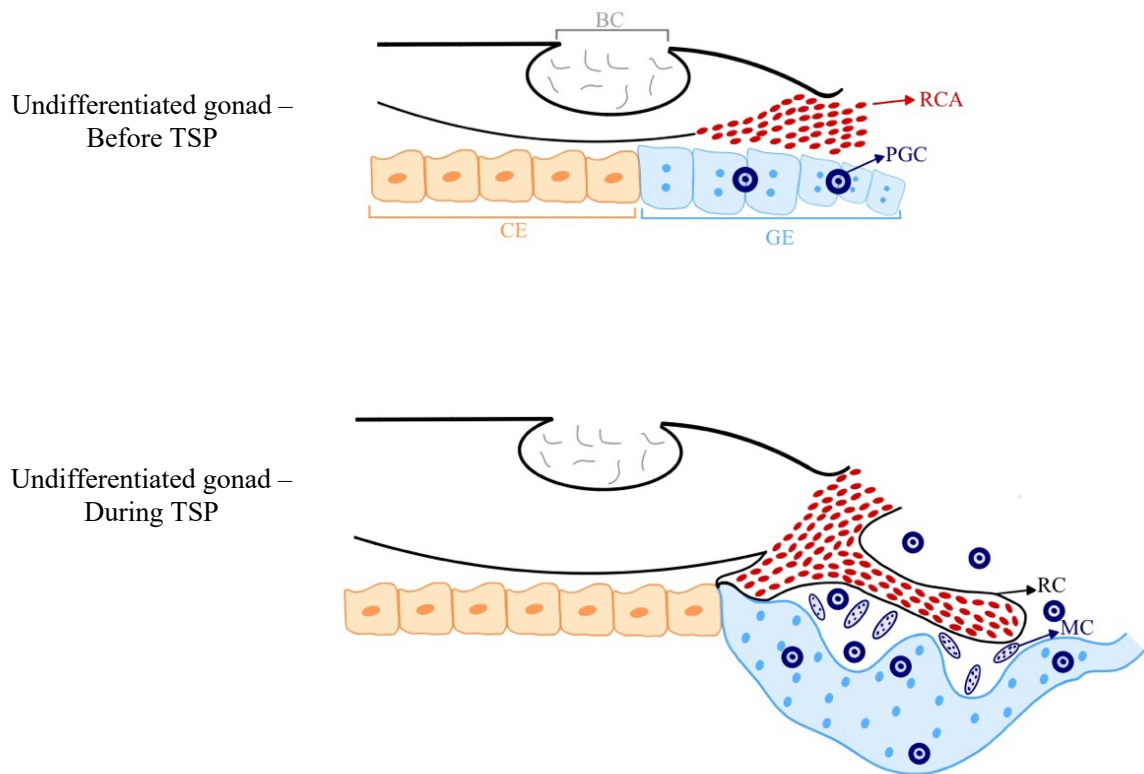 BC
Undifferentiated gonad –
Before TSP
RCA
PGC
CE
GE
Undifferentiated gonad –
During TSP
RC
MC